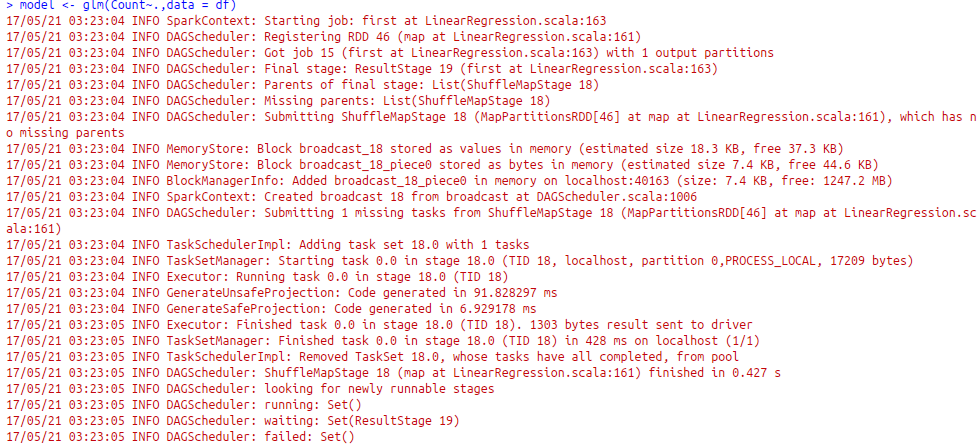 > model <- glm(Count~.,data = df)
17/05/21 03:23:04 INFO SparkContext: Starting job: first at LinearRegression.scala:163
17/05/21 03:23:04 INFO DAGScheduler: Registering RDD 46 (map at LinearRegression.scala:161)
17/05/21 03:23:04 INFO DAGScheduler: Got job 15 (first at LinearRegression.scala:163) with 1 output partitions
17/05/21 03:23:04 INFO DAGScheduler: Final stage: ResultStage 19 (first at LinearRegression.scala:163)
17/05/21 03:23:04 INFO DAGScheduler: Parents of final stage: List(ShuffleMapStage 18)
17/05/21 03:23:04 INFO DAGScheduler: Missing parents: List(ShuffleMapStage 18)
17/05/21 03:23:04 INFO DAGScheduler: Submitting ShuffleMapStage 18 (MapPartitionsRDD[46] at map at LinearRegression.scala:161), which has n
o missing parents
17/05/21 03:23:04 INFO MemoryStore: Block broadcast_18 stored as values in memory (estimated size 18.3 KB, free 37.3 KB)
17/05/21 03:23:04 INFO MemoryStore: Block broadcast_18_piece0 stored as bytes in memory (estimated size 7.4 KB, free 44.6 KB)
17/05/21 03:23:04 INFO BlockManagerInfo: Added broadcast_18_piece0 in memory on localhost:40163 (size: 7.4 KB, free: 1247.2 MB)
17/05/21 03:23:04 INFO SparkContext: Created broadcast 18 from broadcast at DAGScheduler.scala:1006
17/05/21 03:23:04 INFO DAGScheduler: Submitting 1 missing tasks from ShuffleMapStage 18 (MapPartitionsRDD[46] at map at LinearRegression.sc
ala:161)
17/05/21 03:23:04 INFO TaskSchedulerImpl: Adding task set 18.0 with 1 tasks
17/05/21 03:23:04 INFO TaskSetManager: Starting task 0.0 in stage 18.0 (TID 18, localhost, partition 0,PROCESS_LOCAL, 17209 bytes)
17/05/21 03:23:04 INFO Executor: Running task 0.0 in stage 18.0 (TID 18)
17/05/21 03:23:04 INFO GenerateUnsafeProjection: Code generated in 91.828297 ms
17/05/21 03:23:04 INFO GenerateSafeProjection: Code generated in 6.929178 ms
17/05/21 03:23:05 INFO Executor: Finished task 0.0 in stage 18.0 (TID 18). 1303 bytes result sent to driver
17/05/21 03:23:05 INFO TaskSetManager: Finished task 0.0 in stage 18.0 (TID 18) in 428 ms on localhost (1/1)
17/05/21 03:23:05 INFO TaskSchedulerImpl: Removed TaskSet 18.0, whose tasks have all completed, from pool
17/05/21 03:23:05 INFO DAGScheduler: ShuffleMapStage 18 (map at LinearRegression.scala:161) finished in 0.427 s
17/05/21 03:23:05 INFO DAGScheduler: looking for newly runnable stages
17/05/21 03:23:05 INFO DAGScheduler: running: Set()
17/05/21 03:23:05 INFO DAGScheduler: waiting: Set(ResultStage 19)
17/05/21 03:23:05 INFO DAGScheduler: failed: Set()